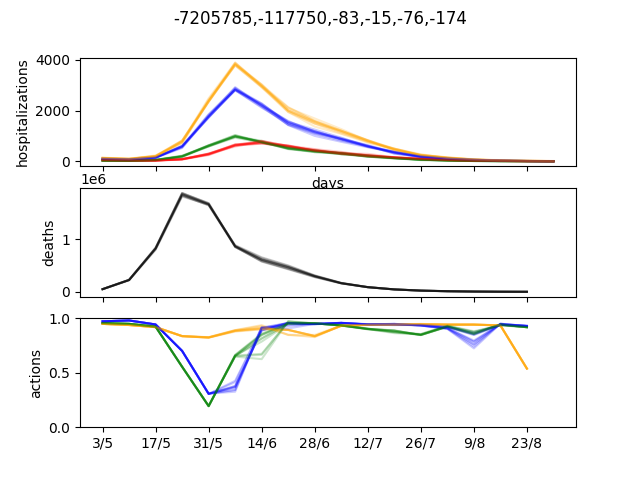 -7205785,-117750,-83,-15,-76,-174
hospitalizations
4000
2000
0
days
1e6
deaths
1
0
actions
1.0
0.5
0.0
3/5 17/5 31/5 14/6 28/6 12/7 26/7 9/8 23/8